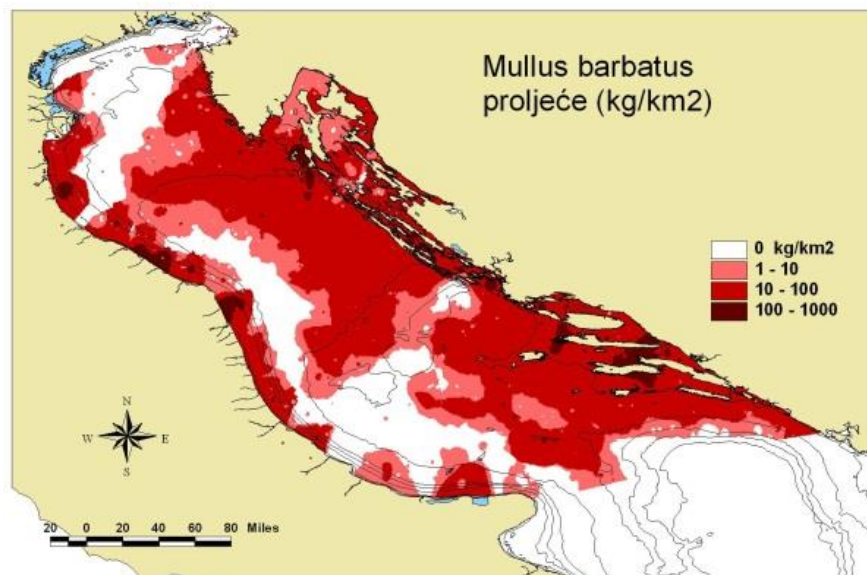 Mullus barbatus
proljeće (kg/km2)
0 kg/km2
1 - 10
10 - 100
100 - 1000
N
W E
S
20 0 20 40 60 80 Miles